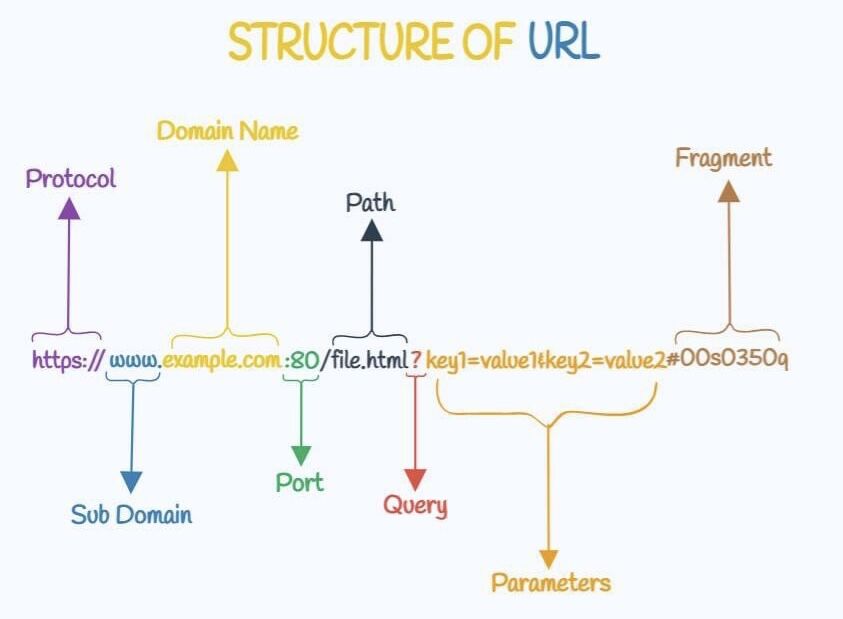 STRUCTURE OF URL
Domain Name
Fragment
Protocol
Path
https:// www.example.com:80/file.html?key1=value1&key2=value2#00s0350q
Port
Query
Sub Domain
Parameters